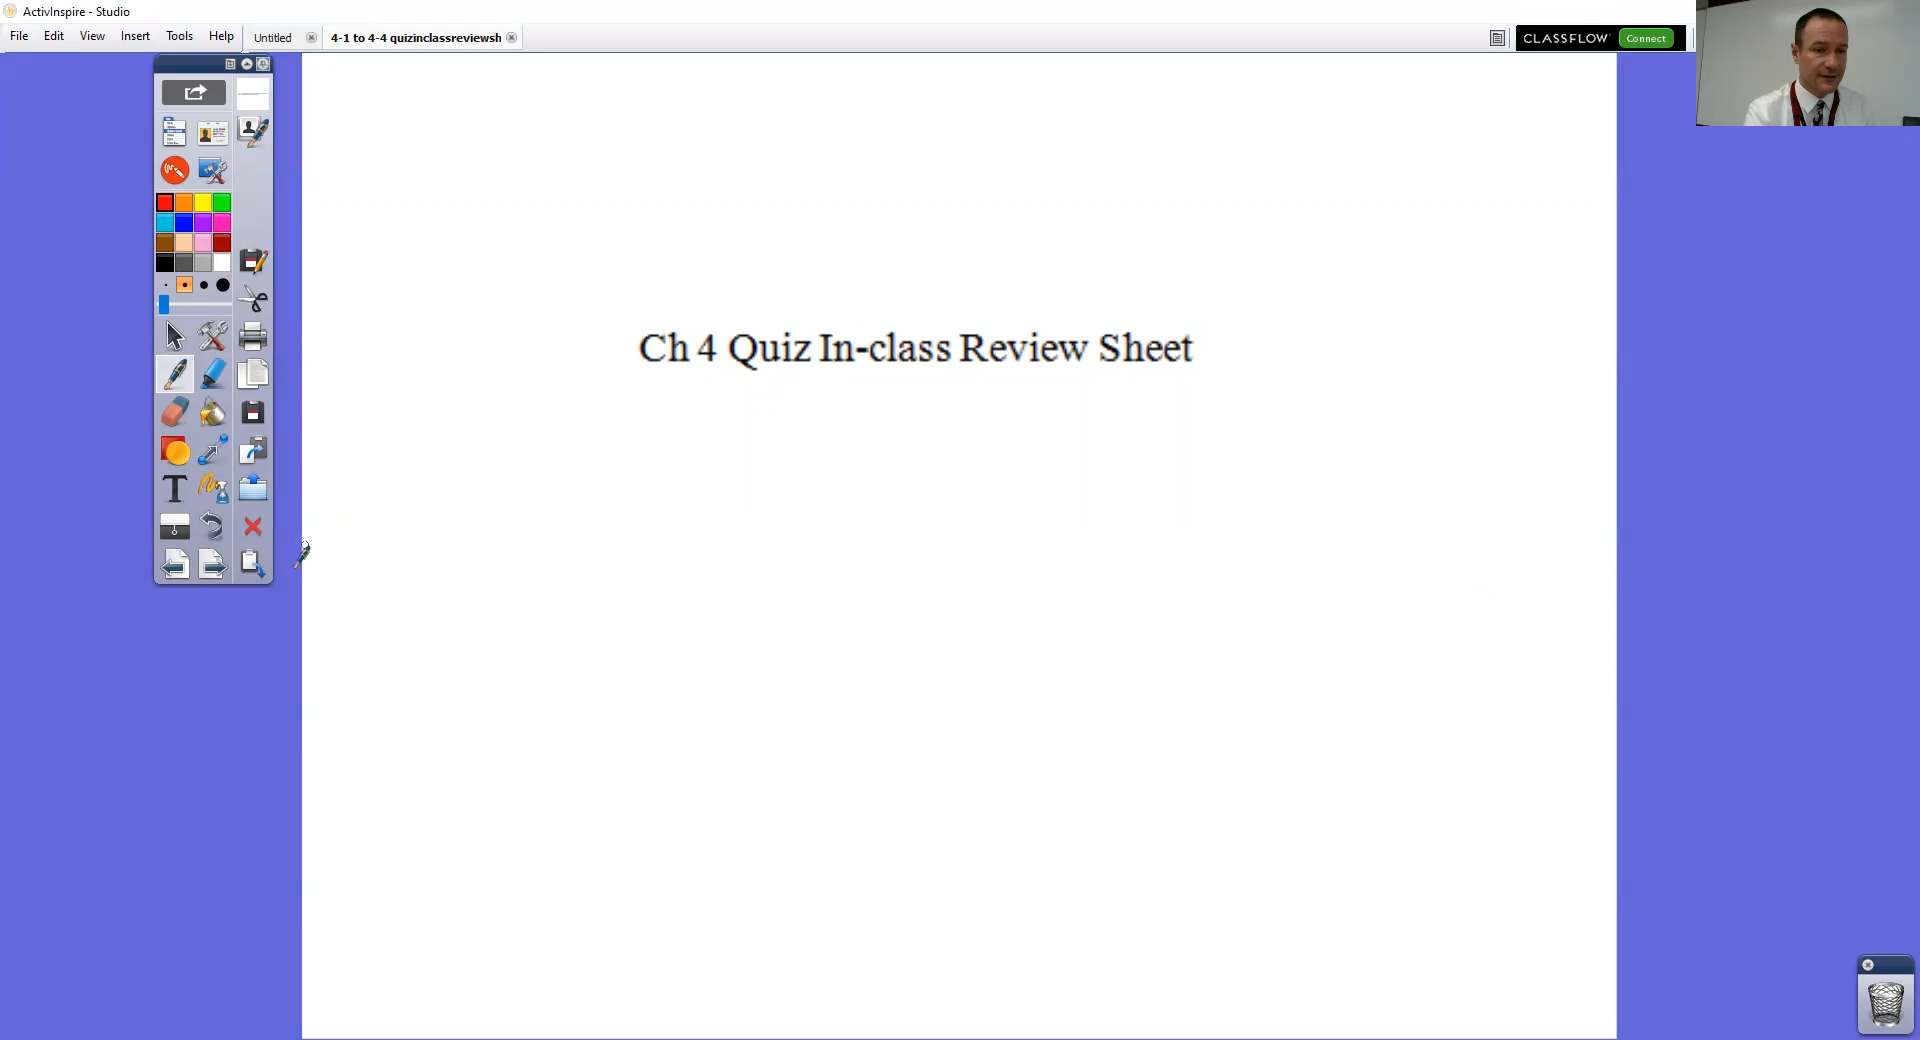 ActivInspire - Studio
File Edit View Insert Tools Help
Untitled
4-1 to 4-4 quizinclassreviewsh
CLASSFLOW Connect
Ch 4 Quiz In-class Review Sheet
T